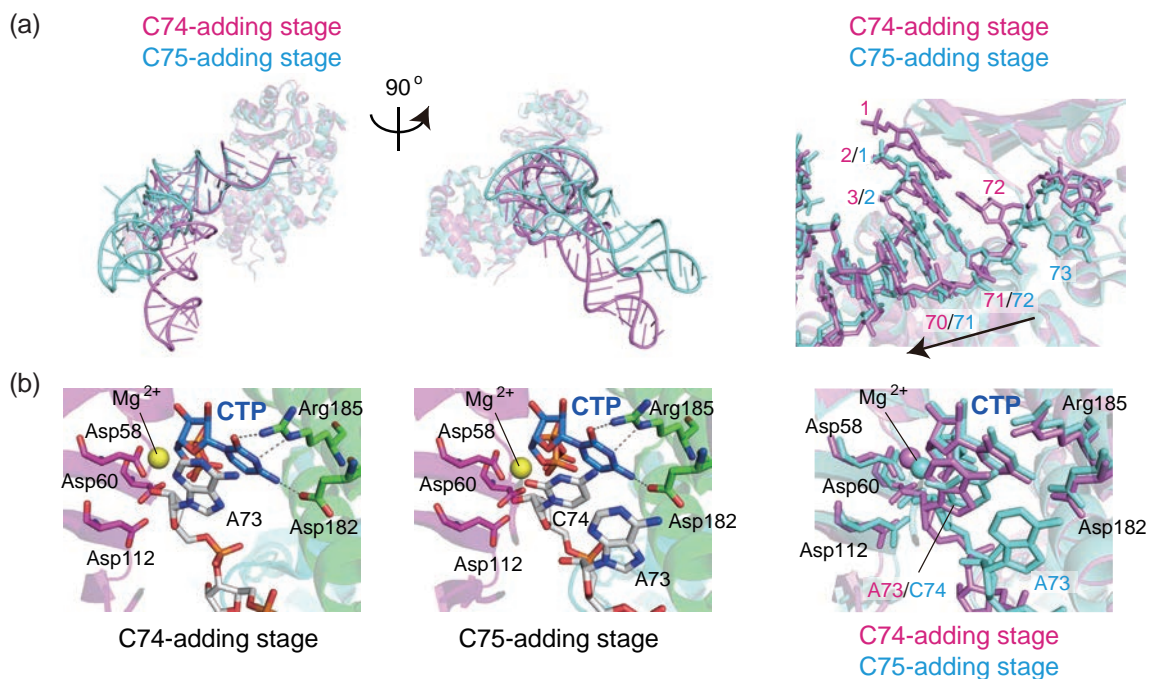 (a)
C74-adding stage
C75-adding stage
90 o
C74-adding stage
C75-adding stage
1
2/1
3/2
72
73
71/72
70/71
(b)
Mg2+
CTP
Arg185
Asp58
Asp60
A73
Asp182
Asp112
C74-adding stage
Mg2+
CTP
Arg185
Asp58
Asp60
C74
Asp182
Asp112
A73
C75-adding stage
Mg2+
CTP
Arg185
Asp58
Asp60
Asp182
Asp112
A73/C74
A73
C74-adding stage
C75-adding stage